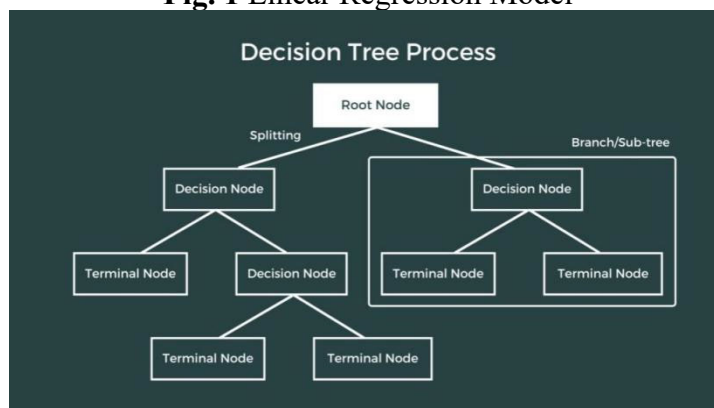 Fig. 1 Linear Regression Model
Decision Tree Process
Root Node
Splitting
Branch/Sub-tree
Decision Node
Decision Node
Terminal Node
Decision Node
Terminal Node
Terminal Node
Terminal Node
Terminal Node